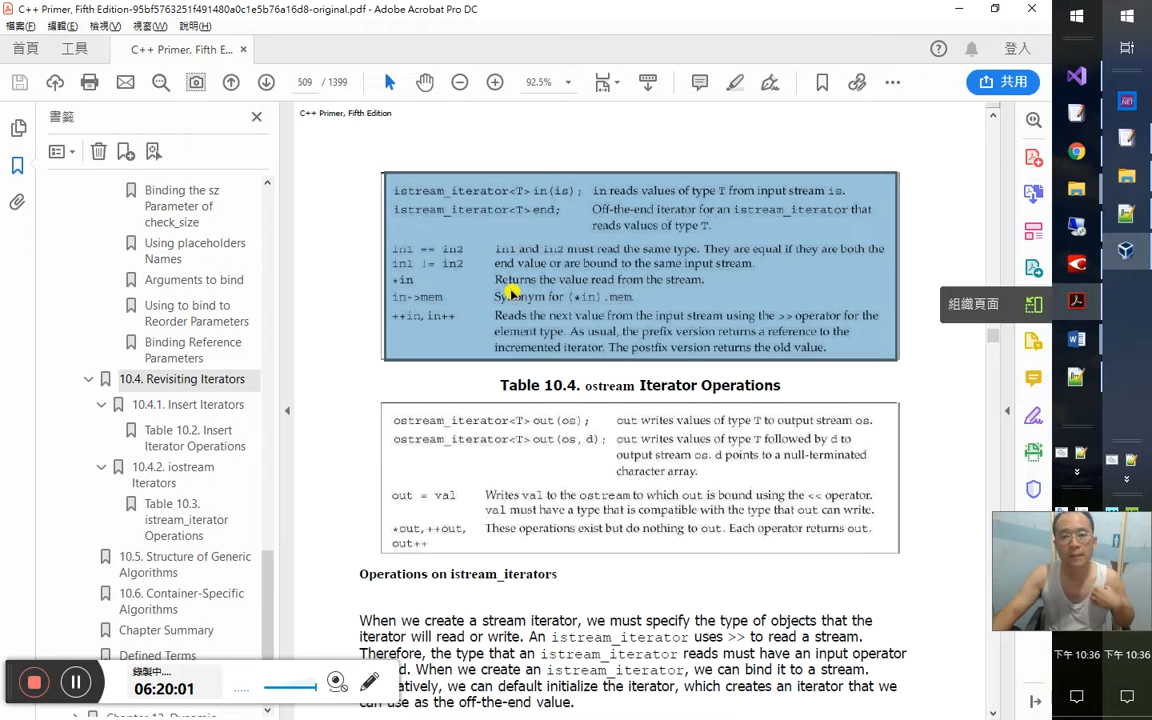 C++ Primer, Fifth Edition-95bf5763251f491480a0c1e5b76a16d8-original.pdf - Adobe Acrobat Pro DC
檔案(F) 編輯(E) 檢視(V) 視窗(W) 說明(H)
首頁 工具 C++ Primer, Fifth E... × 登入
509 / 1399 92.5% 共用
書籤
Binding the sz
Parameter of
check_size
Using placeholders
Names
Arguments to bind
Using to bind to
Reorder Parameters
Binding Reference
Parameters
10.4. Revisiting Iterators
10.4.1. Insert Iterators
Table 10.2. Insert
Iterator Operations
10.4.2. iostream
Iterators
Table 10.3.
istream_iterator
Operations
10.5. Structure of Generic
Algorithms
10.6. Container-Specific
Algorithms
Chapter Summary
Defined Terms
C++ Primer, Fifth Edition
istream_iterator<T> in(is); in reads values of type T from input stream is.
istream_iterator<T> end; Off-the-end iterator for an istream_iterator that
reads values of type T.
in1 == in2 in1 and in2 must read the same type. They are equal if they are both the
in1 != in2 end value or are bound to the same input stream.
*in Returns the value read from the stream.
in->mem Synonym for (*in).mem.
++in, in++ Reads the next value from the input stream using the >> operator for the
element type. As usual, the prefix version returns a reference to the
incremented iterator. The postfix version returns the old value.
Table 10.4. ostream Iterator Operations
ostream_iterator<T> out(os); out writes values of type T to output stream os.
ostream_iterator<T> out(os, d); out writes values of type T followed by d to
output stream os. d points to a null-terminated
character array.
out = val Writes val to the ostream to which out is bound using the << operator.
val must have a type that is compatible with the type that out can write.
*out, ++out, These operations exist but do nothing to out. Each operator returns out.
out++
Operations on istream_iterators
When we create a stream iterator, we must specify the type of objects that the
iterator will read or write. An istream_iterator uses >> to read a stream.
Therefore, the type that an istream_iterator reads must have an input operator
When we create an istream_iterator, we can bind it to a stream.
we can default initialize the iterator, which creates an iterator that we
can use as the off-the-end value.
組織頁面
.NET
錄製中....
06:20:01
下午 10:36 下午 10:36